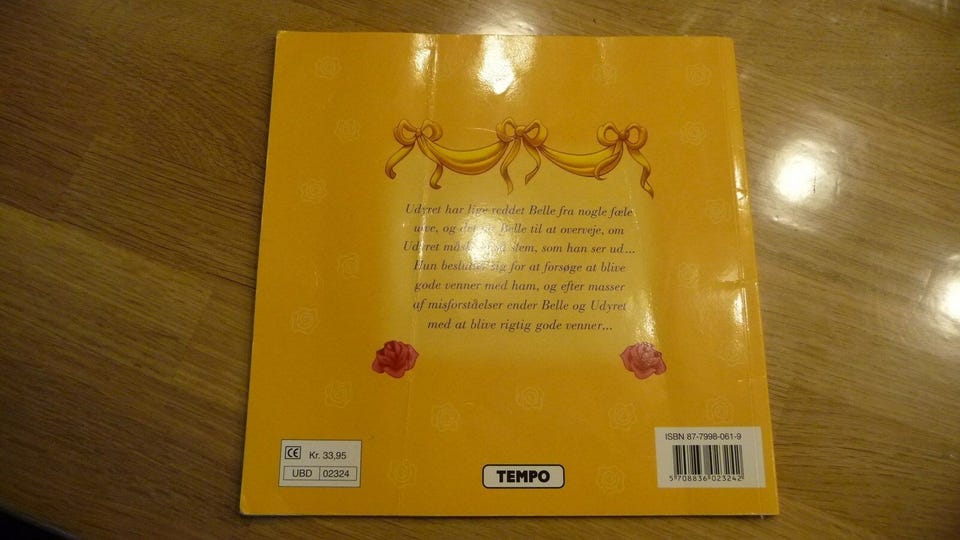 Udyret har lige reddet Belle fra nogle fæle
ulve, og det får Belle til at overveje, om
Udyret måske så slem, som han ser ud...
Hun beslutter sig for at forsøge at blive
gode venner med ham, og efter masser
af misforståelser ender Belle og Udyret
med at blive rigtig gode venner...
CE Kr. 33,95
UBD 02324
TEMPO
ISBN 87-7998-061-9
5 708836 023242